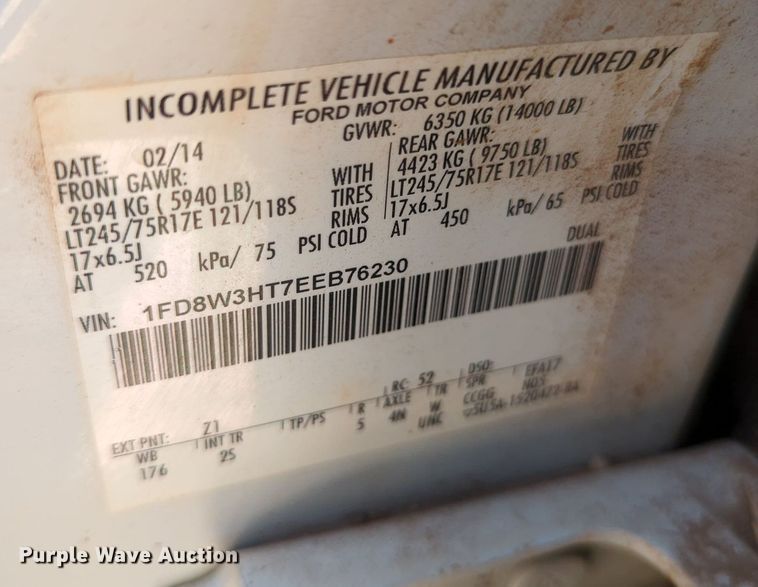 INCOMPLETE VEHICLE MANUFACTURED BY
FORD MOTOR COMPANY
DATE: 02/14 GVWR: 6350 KG (14000 LB)
FRONT GAWR: WITH REAR GAWR: WITH
2694 KG ( 5940 LB) TIRES 4423 KG ( 9750 LB) TIRES
LT245/75R17E 121/118S RIMS LT245/75R17E 121/118S RIMS
17x6.5J PSI COLD 17x6.5J PSI COLD
AT 520 kPa/ 75 AT 450 kPa/ 65
DUAL
VIN: 1FD8W3HT7EEB76230
EXT PNT: Z1 RC: 52 DSO:
WB INT TR TP/PS R AXLE TR SPR EFA17
176 2S 5 4N W CCGG NOS
UNC
Purple Wave Auction